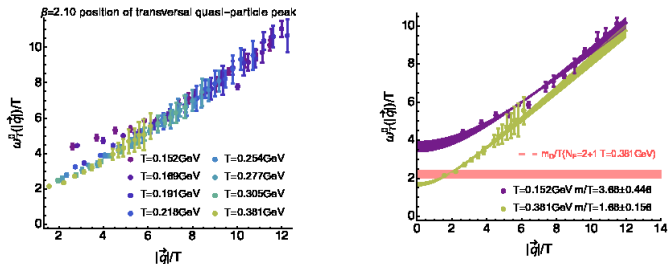 β=2.10 position of transversal quasi-particle peak
ω_T^R(|q⃗|)/T
10
8
6
4
2
0
T=0.152GeV T=0.254GeV
T=0.169GeV T=0.277GeV
T=0.191GeV T=0.305GeV
T=0.218GeV T=0.381GeV
2 4 6 8 10 12
|q⃗|/T
10
8
6
4
2
0
m_D/T(N_F=2+1 T=0.381GeV)
T=0.152GeV m/T=3.68±0.446
T=0.381GeV m/T=1.68±0.156
0 2 4 6 8 10 12 14
|q⃗|/T